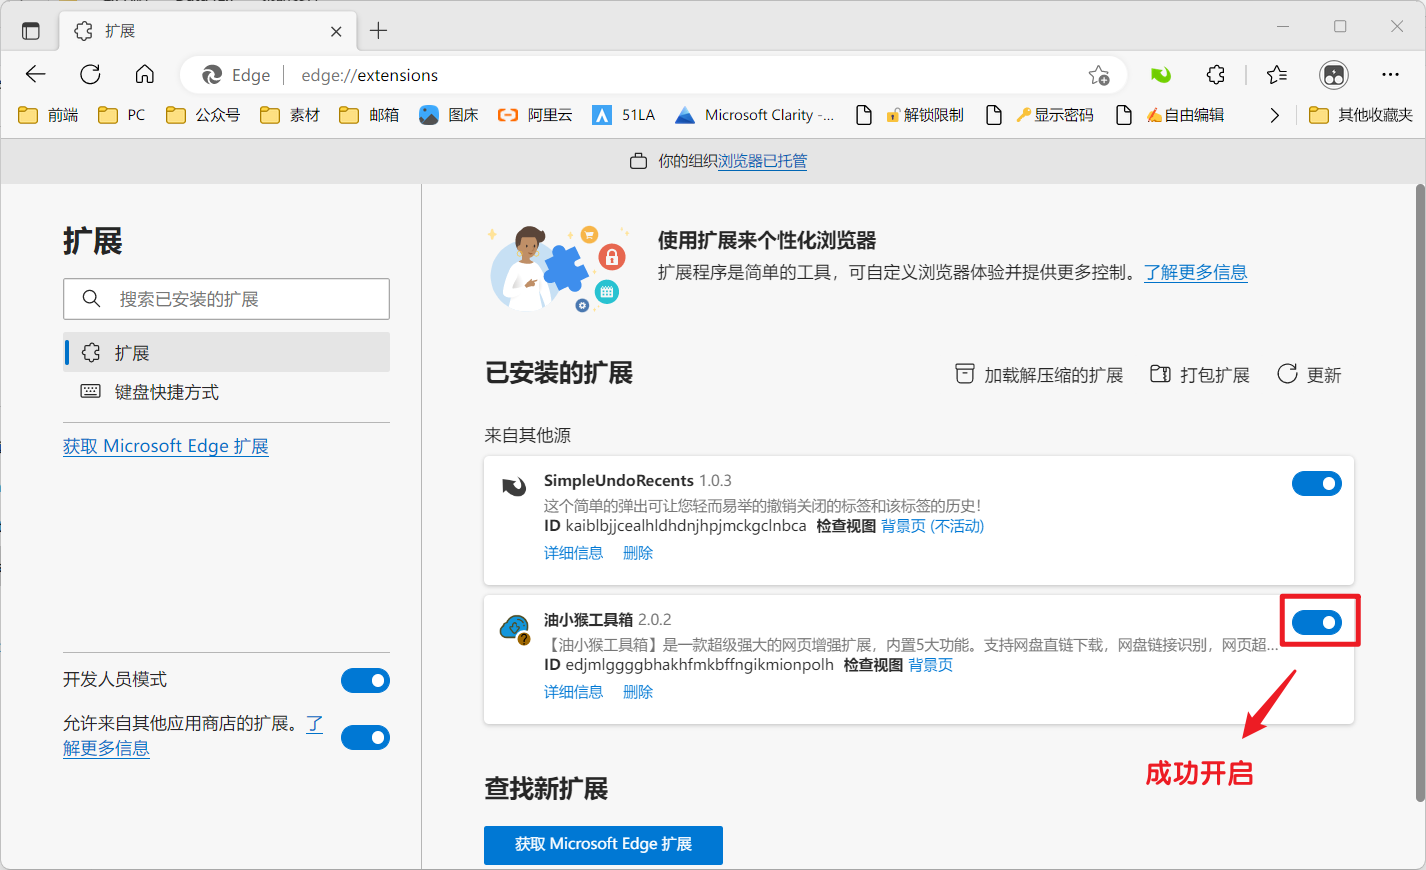 扩展
Edge
edge://extensions
前端
PC
公众号
素材
邮箱
图床
阿里云
51LA
Microsoft Clarity -...
解锁限制
显示密码
自由编辑
其他收藏夹
你的组织浏览器已托管
扩展
搜索已安装的扩展
扩展
键盘快捷方式
获取 Microsoft Edge 扩展
开发人员模式
允许来自其他应用商店的扩展。了
解更多信息
使用扩展来个性化浏览器
扩展程序是简单的工具，可自定义浏览器体验并提供更多控制。了解更多信息
已安装的扩展
加载解压缩的扩展
打包扩展
更新
来自其他源
SimpleUndoRecents 1.0.3
这个简单的弹出可让您轻而易举的撤销关闭的标签和该标签的历史！
ID kaiblbjjcealhldhdnjhpjmckgclnbca 检查视图 背景页 (不活动)
详细信息 删除
油小猴工具箱 2.0.2
【油小猴工具箱】是一款超级强大的网页增强扩展，内置5大功能。支持网盘直链下载，网盘链接识别，网页超...
ID edjmlggggbhakhfmkbffngikmionpolh 检查视图 背景页
详细信息 删除
成功开启
查找新扩展
获取 Microsoft Edge 扩展